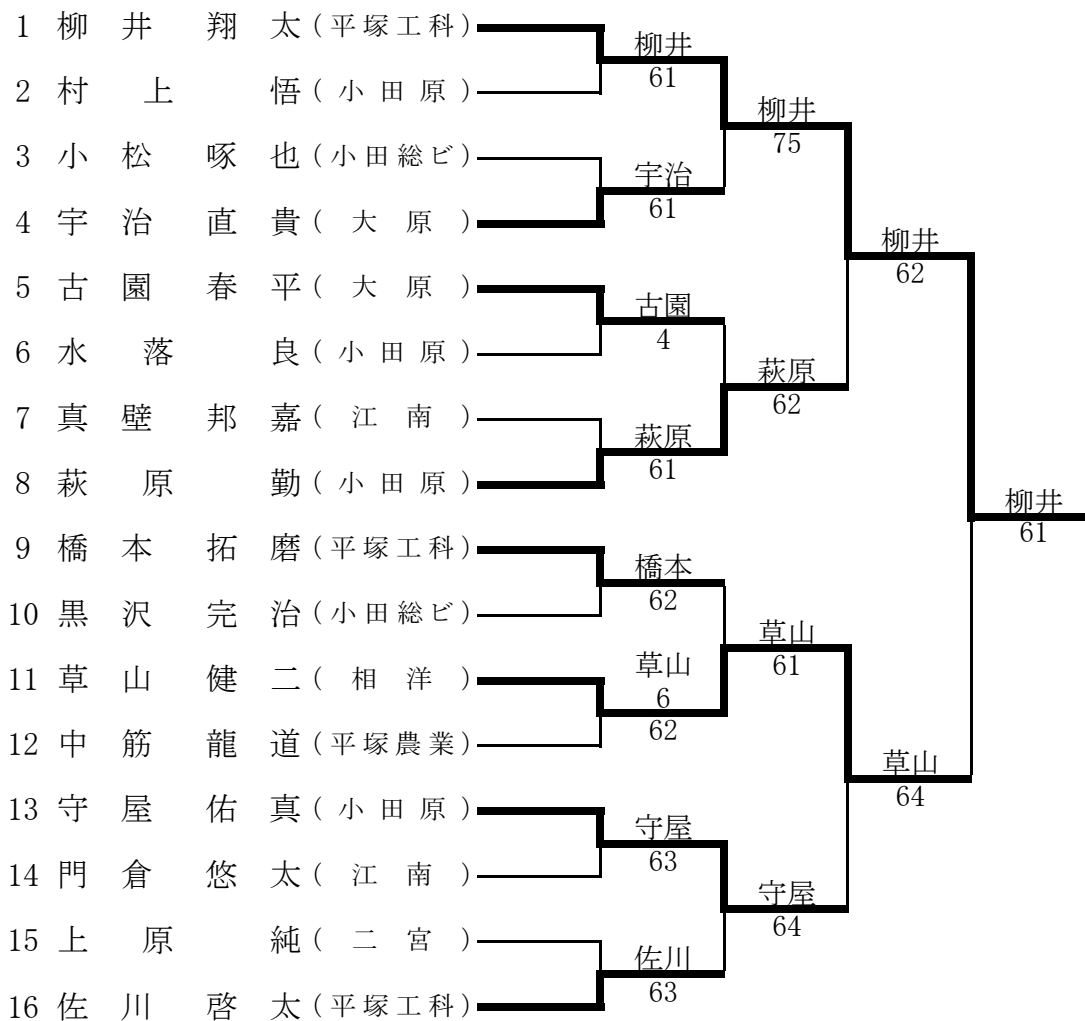 1 柳井 翔太(平塚工科)
2 村上 悟(小田原)
3 小松 啄也(小田総ビ)
4 宇治 直貴(大原)
5 古園 春平(大原)
6 水落 良(小田原)
7 真壁 邦嘉(江南)
8 萩原 勤(小田原)
9 橋本 拓磨(平塚工科)
10 黒沢 完治(小田総ビ)
11 草山 健二(相洋)
12 中筋 龍道(平塚農業)
13 守屋 佑真(小田原)
14 門倉 悠太(江南)
15 上原 純(二宮)
16 佐川 啓太(平塚工科)
柳井
61
宇治
61
古園
4
萩原
61
橋本
62
草山
6
62
守屋
63
佐川
63
柳井
75
萩原
62
草山
61
守屋
64
柳井
62
草山
64
柳井
61